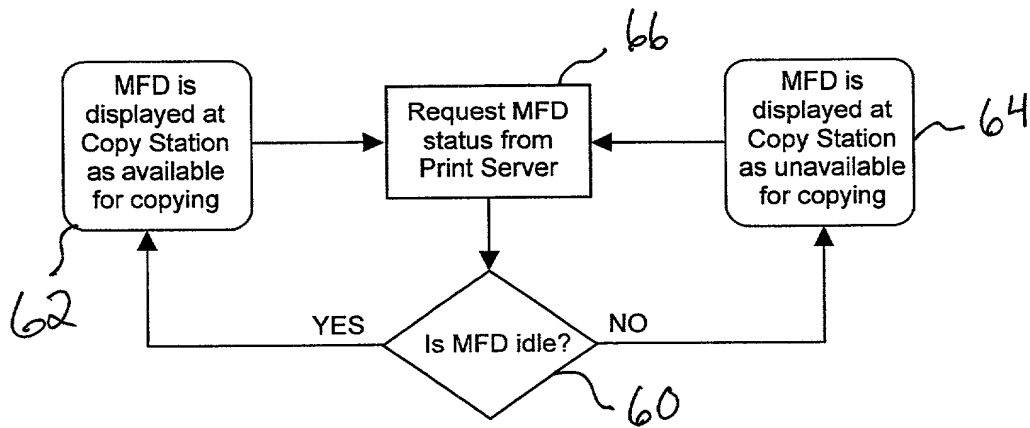 66
MFD is
displayed at
Copy Station
as available
for copying
Request MFD
status from
Print Server
MFD is
displayed at
Copy Station
as unavailable
for copying
64
62
YES
Is MFD idle?
NO
60